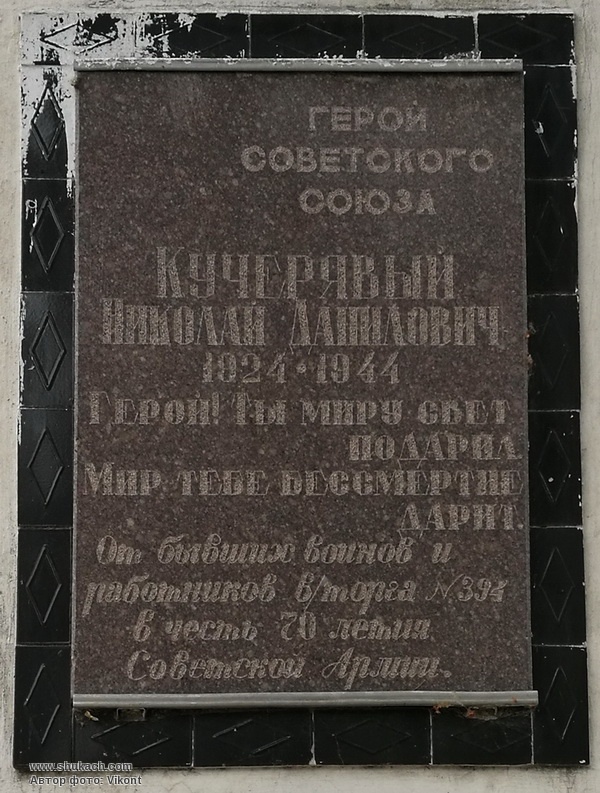 ГЕРОЙ
СОВЕТСКОГО
СОЮЗА
КУЧЕРЯВЫЙ
НИКОЛАЙ ДАНИЛОВИЧ
1924 • 1944
ГЕРОЙ! ТЫ МИРУ СВЕТ
ПОДАРИЛ.
МИР ТЕБЕ БЕССМЕРТИЕ
ДАРИТ.
От бывших воинов и
работников в/торга №394
в честь 70 летия
Советской Армии.
www.shukach.com
Автор фото: Vikont